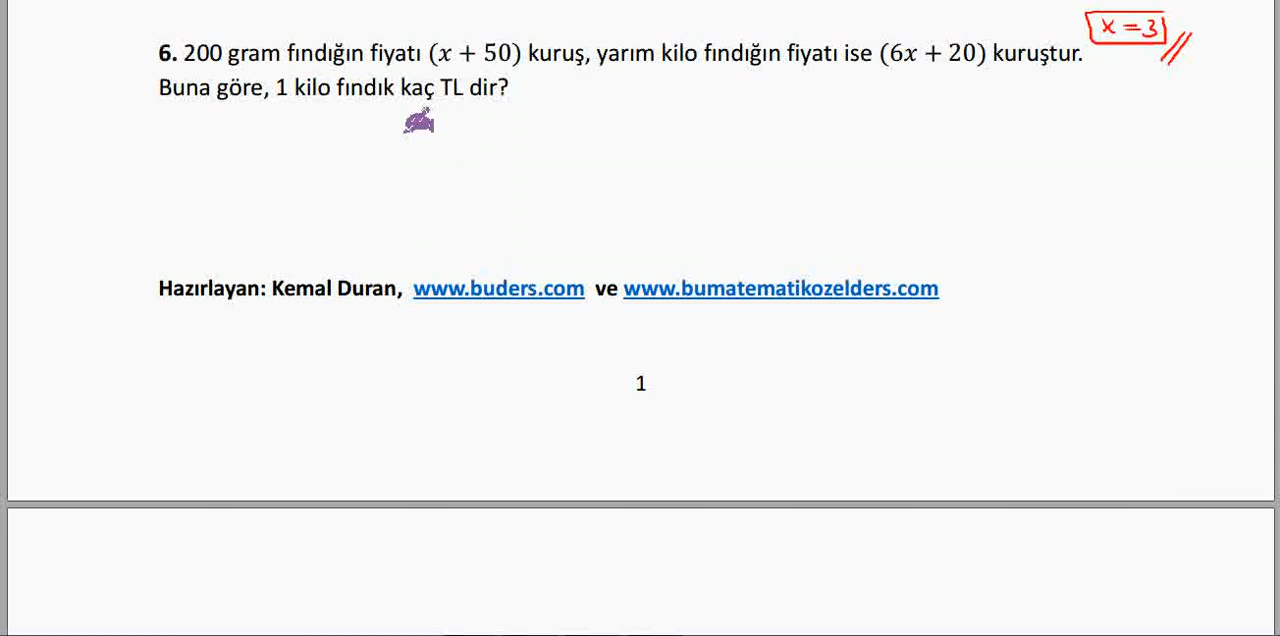 x = 3
6. 200 gram fındığın fiyatı (x + 50) kuruş, yarım kilo fındığın fiyatı ise (6x + 20) kuruştur.
Buna göre, 1 kilo fındık kaç TL dir?
Hazırlayan: Kemal Duran, www.buders.com ve www.bumatematikozelders.com
1